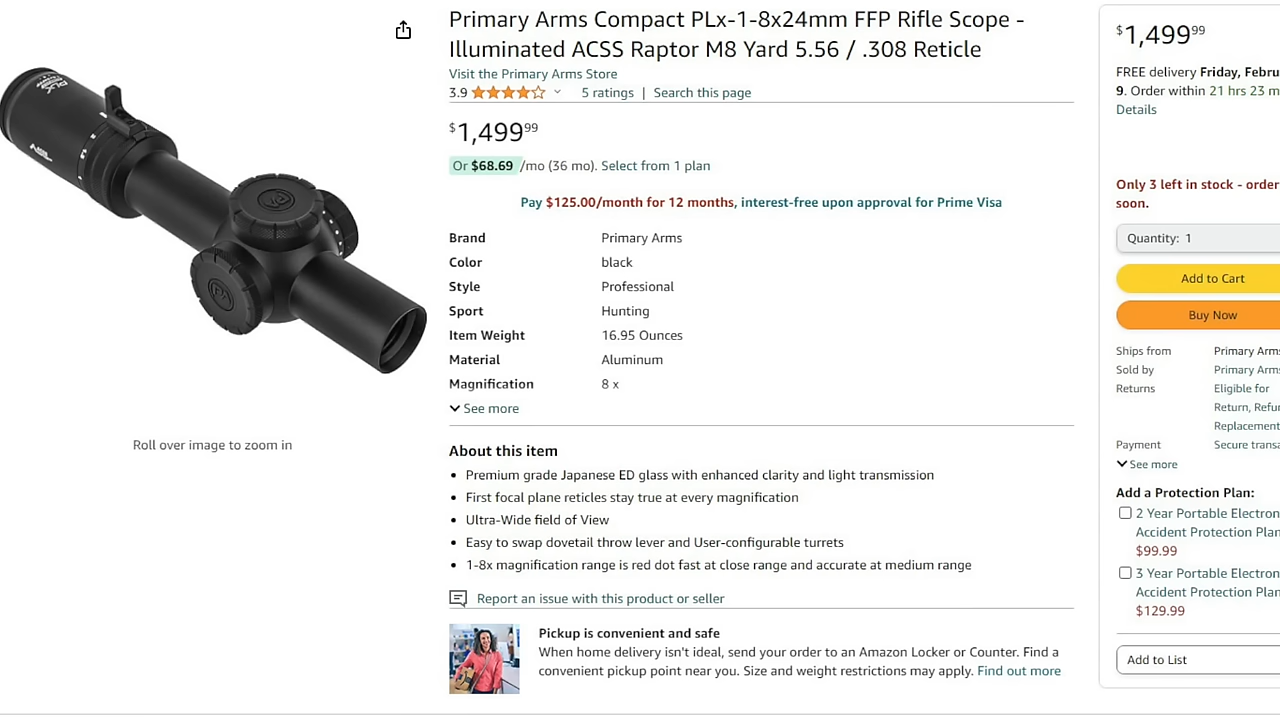 Primary Arms Compact PLx-1-8x24mm FFP Rifle Scope -
Illuminated ACSS Raptor M8 Yard 5.56 / .308 Reticle
Visit the Primary Arms Store
3.9
5 ratings | Search this page
$1,499.99
Or $68.69 /mo (36 mo). Select from 1 plan
Pay $125.00/month for 12 months, interest-free upon approval for Prime Visa
Brand Primary Arms
Color black
Style Professional
Sport Hunting
Item Weight 16.95 Ounces
Material Aluminum
Magnification 8 x
See more
Roll over image to zoom in
About this item
Premium grade Japanese ED glass with enhanced clarity and light transmission
First focal plane reticles stay true at every magnification
Ultra-Wide field of View
Easy to swap dovetail throw lever and User-configurable turrets
1-8x magnification range is red dot fast at close range and accurate at medium range
Report an issue with this product or seller
Pickup is convenient and safe
When home delivery isn't ideal, send your order to an Amazon Locker or Counter. Find a
convenient pickup point near you. Size and weight restrictions may apply. Find out more
$1,499.99
FREE delivery Friday, Febru
9. Order within 21 hrs 23 m
Details
Only 3 left in stock - order
soon.
Quantity: 1
Add to Cart
Buy Now
Ships from Primary Arms
Sold by Primary Arms
Returns Eligible for
Return, Refu
Replacement
Payment Secure transa
See more
Add a Protection Plan:
2 Year Portable Electron
Accident Protection Plan
$99.99
3 Year Portable Electron
Accident Protection Plan
$129.99
Add to List